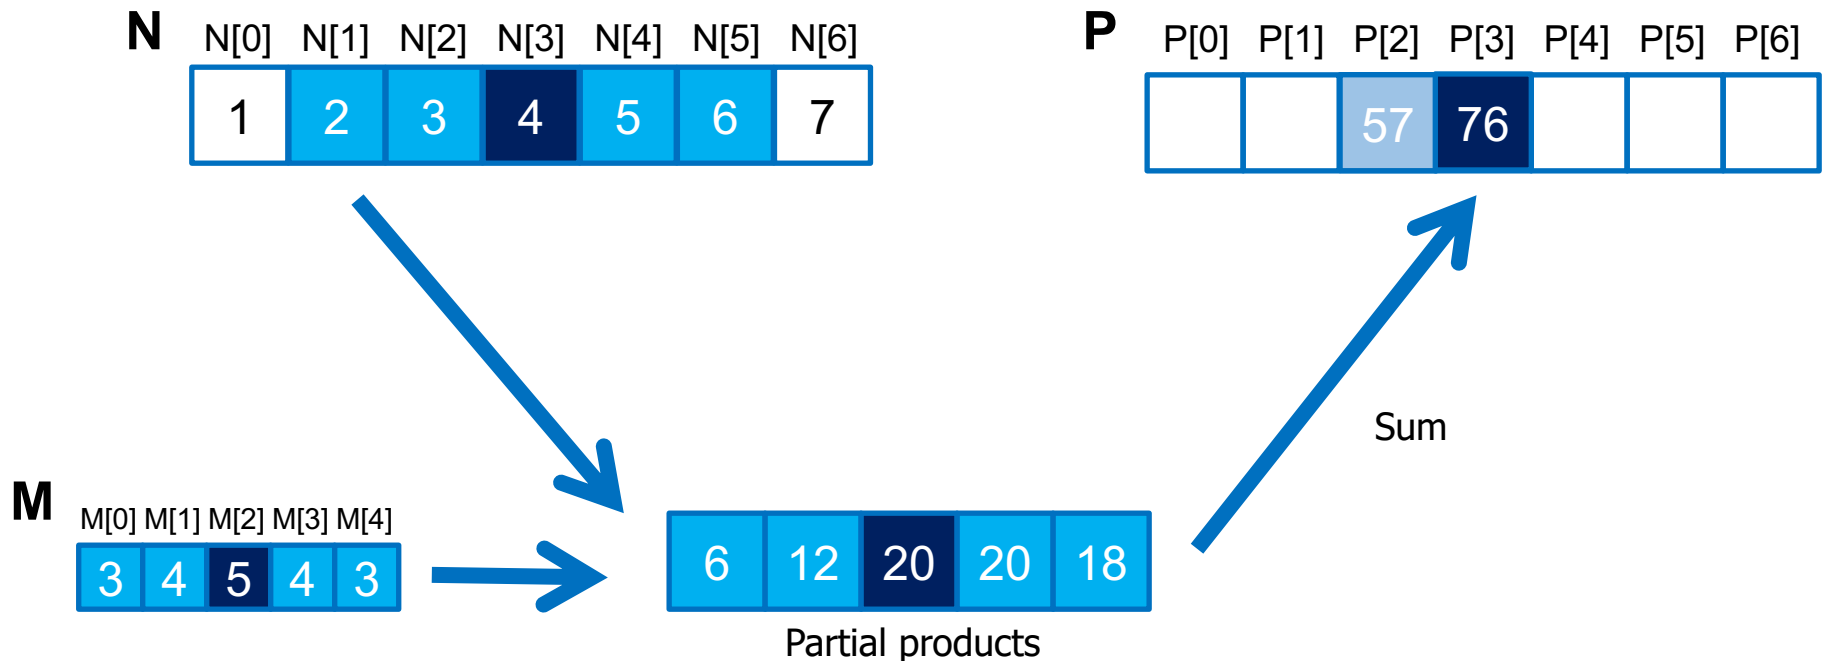 N N[0] N[1] N[2] N[3] N[4] N[5] N[6]
1 2 3 4 5 6 7
P P[0] P[1] P[2] P[3] P[4] P[5] P[6]
57 76
Sum
M M[0] M[1] M[2] M[3] M[4]
3 4 5 4 3
6 12 20 20 18
Partial products